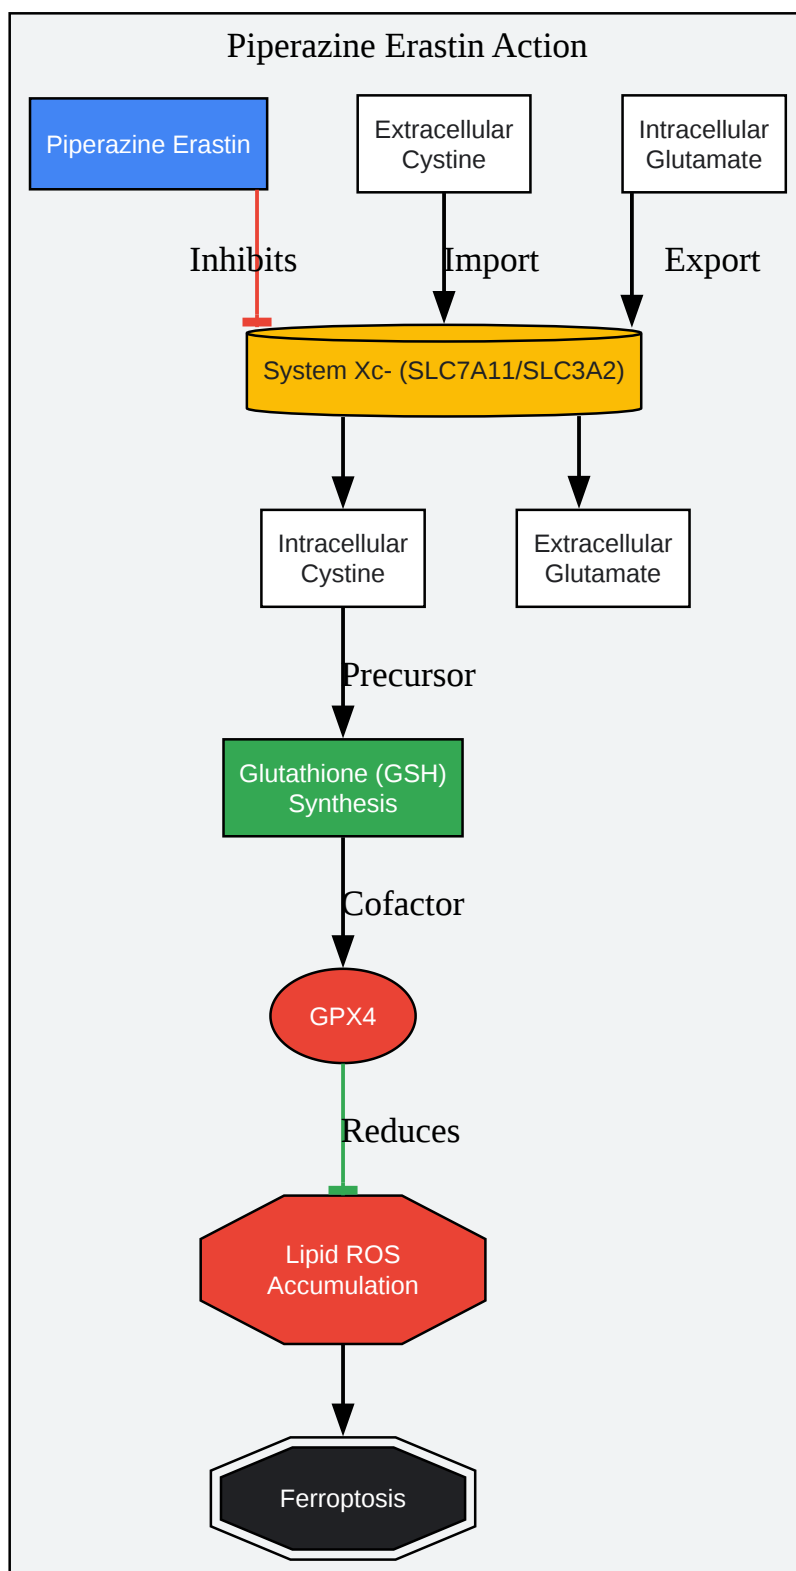 Piperazine Erastin Action
Piperazine Erastin
Extracellular
Cystine
Intracellular
Glutamate
Inhibits
Import
Export
System Xc- (SLC7A11/SLC3A2)
Intracellular
Cystine
Extracellular
Glutamate
Precursor
Glutathione (GSH)
Synthesis
Cofactor
GPX4
Reduces
Lipid ROS
Accumulation
Ferroptosis